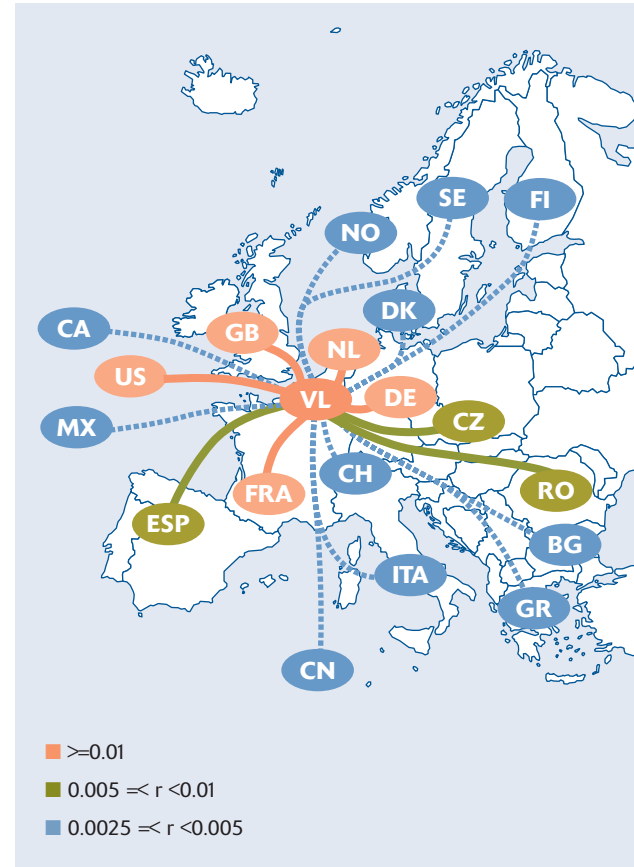 SE
FI
NO
DK
CA
GB
NL
US
VL
DE
MX
CZ
CH
FRA
RO
ESP
BG
ITA
GR
CN
>=0.01
0.005 =< r <0.01
0.0025 =< r <0.005